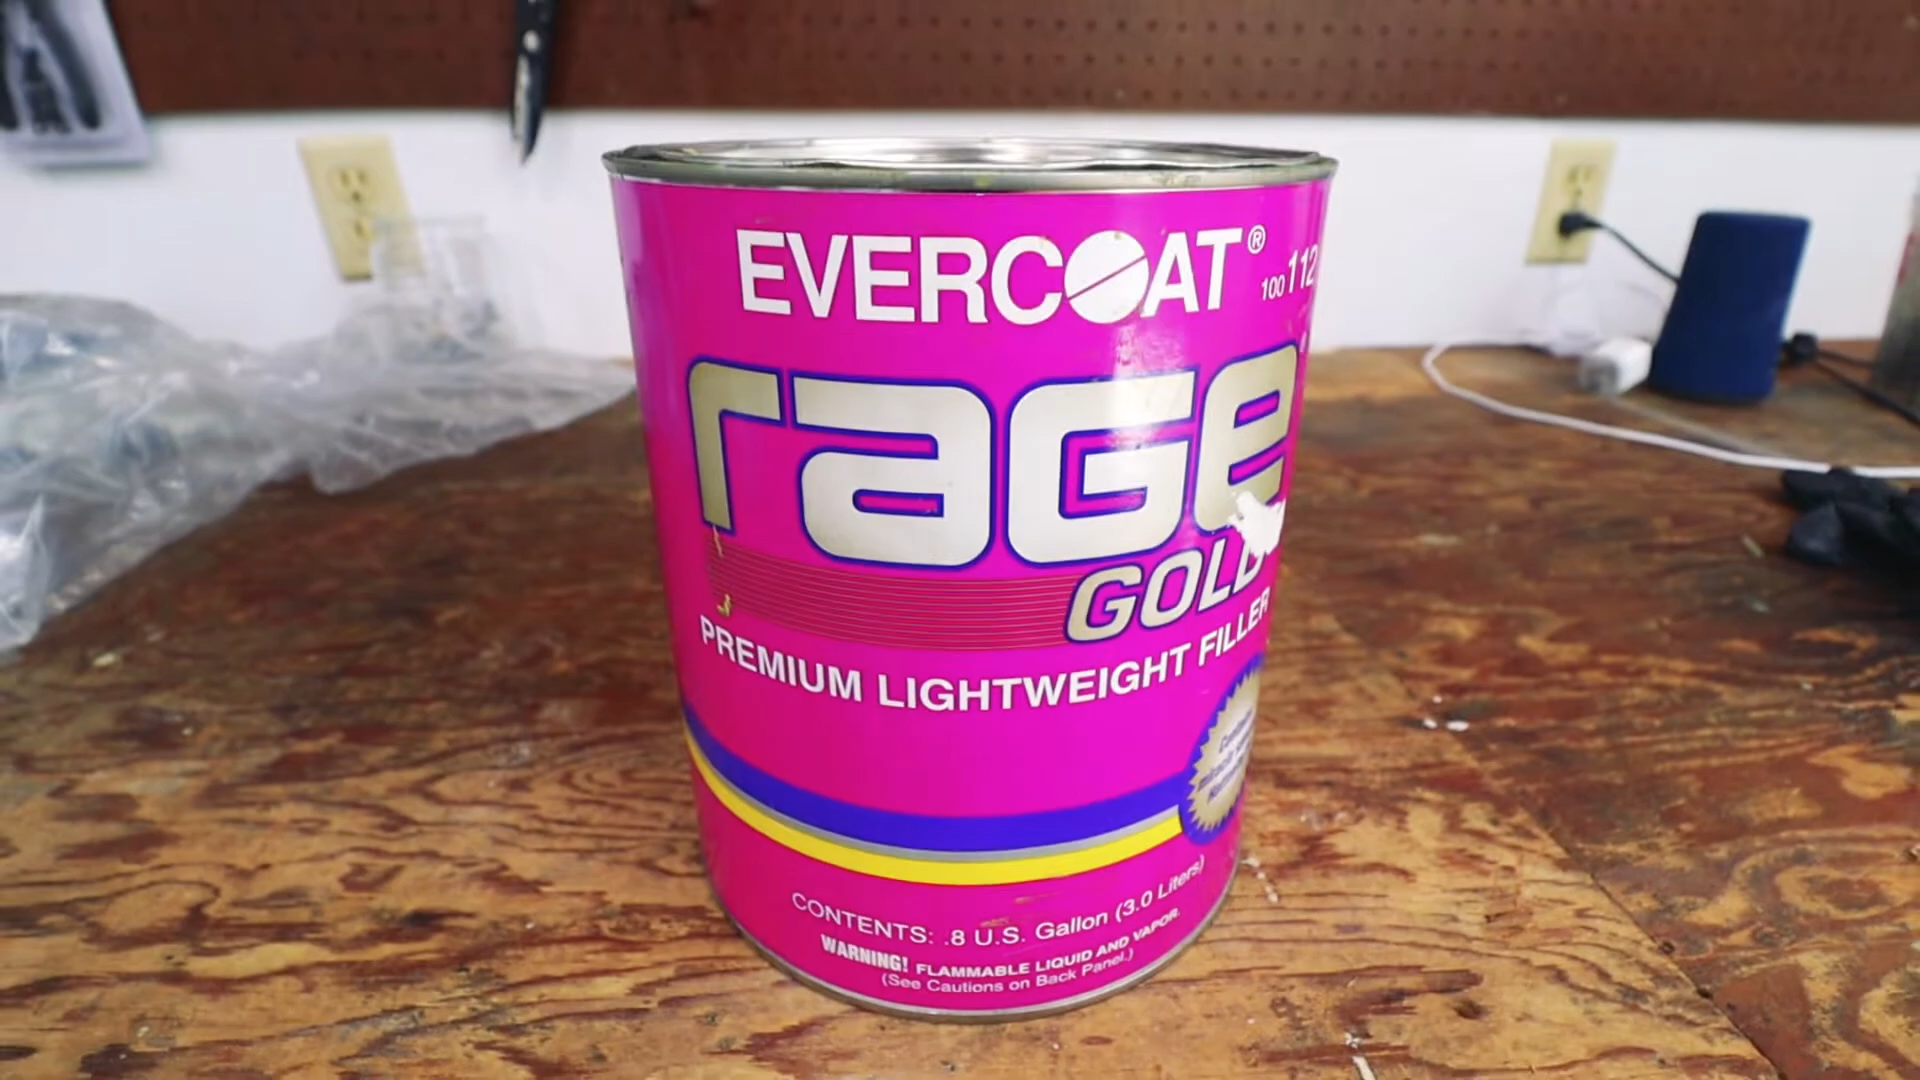 EVERCOAT®
100112
rage
GOLD
PREMIUM LIGHTWEIGHT FILLER
CONTENTS: .8 U.S. Gallon (3.0 Liters)
WARNING! FLAMMABLE LIQUID AND VAPOR.
(See Cautions on Back Panel.)